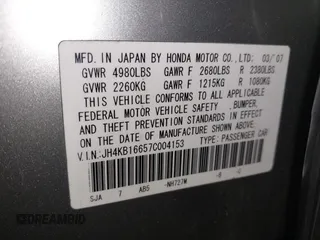 MFD. IN JAPAN BY HONDA MOTOR CO.,LTD: 03/'07
GVWR 4980LBS GAWR F 2680LBS R 2380LBS
GVWR 2260KG GAWR F 1215KG R 1080KG
THIS VEHICLE CONFORMS TO ALL APPLICABLE
FEDERAL MOTOR VEHICLE SAFETY, BUMPER,
AND THEFT PREVENTION STANDARDS IN EFFECT
ON THE DATE OF MANUFACTURE SHOWN ABOVE.
V.I.N:JH4KB16657C004153 TYPE:PASSENGER CAR
SJA 7 AB5 -NH727M
DREAMBID